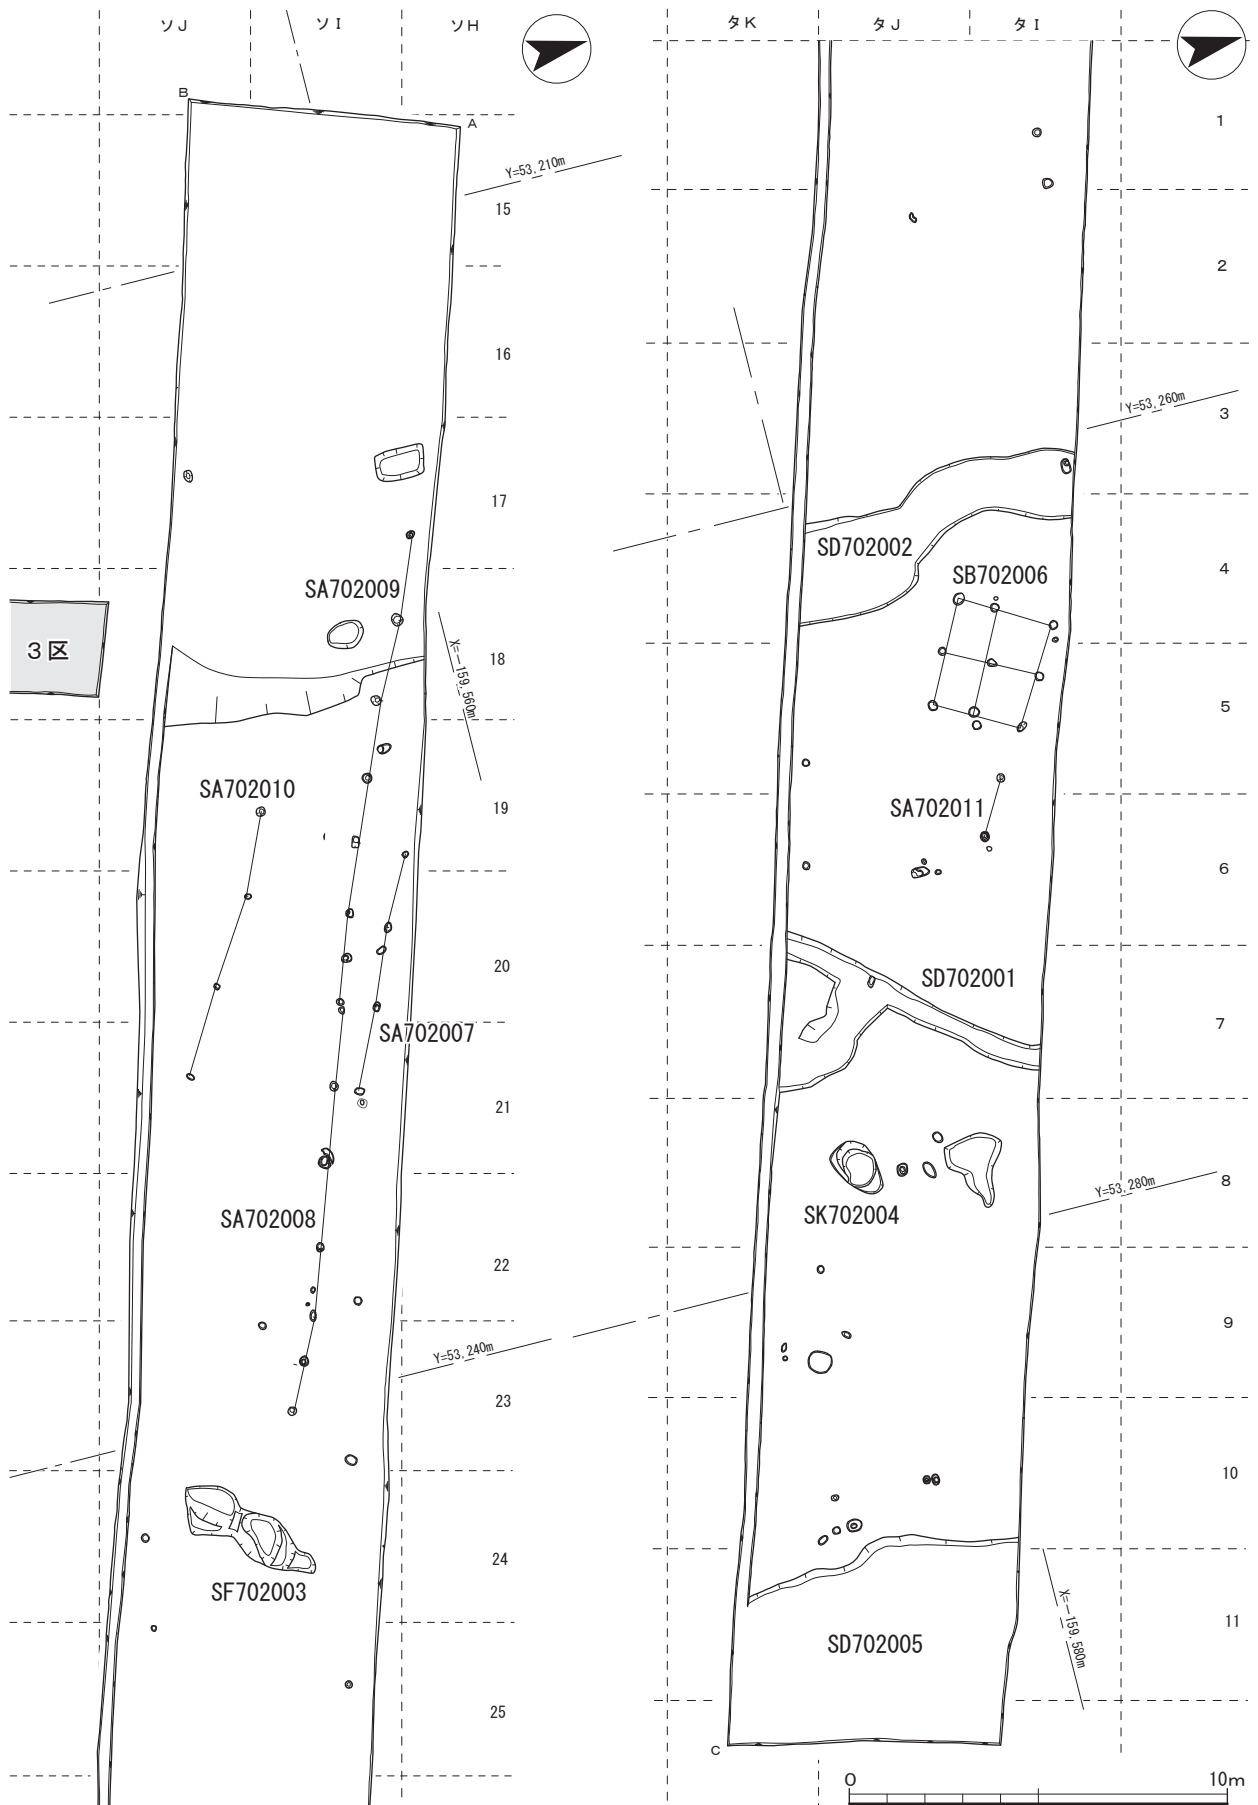 ソJ ソI ソH
B
A
Y=53,210m
15
16
17
SA702009
3区
18
X=-159,560m
SA702010
19
20
SA702007
21
SA702008
22
Y=53,240m
23
24
SF702003
25
タK タJ タI
1
2
Y=53,260m
3
SD702002
SB702006
4
5
SA702011
6
SD702001
7
Y=53,280m
8
SK702004
9
10
X=-159,580m
11
SD702005
C
0 10m